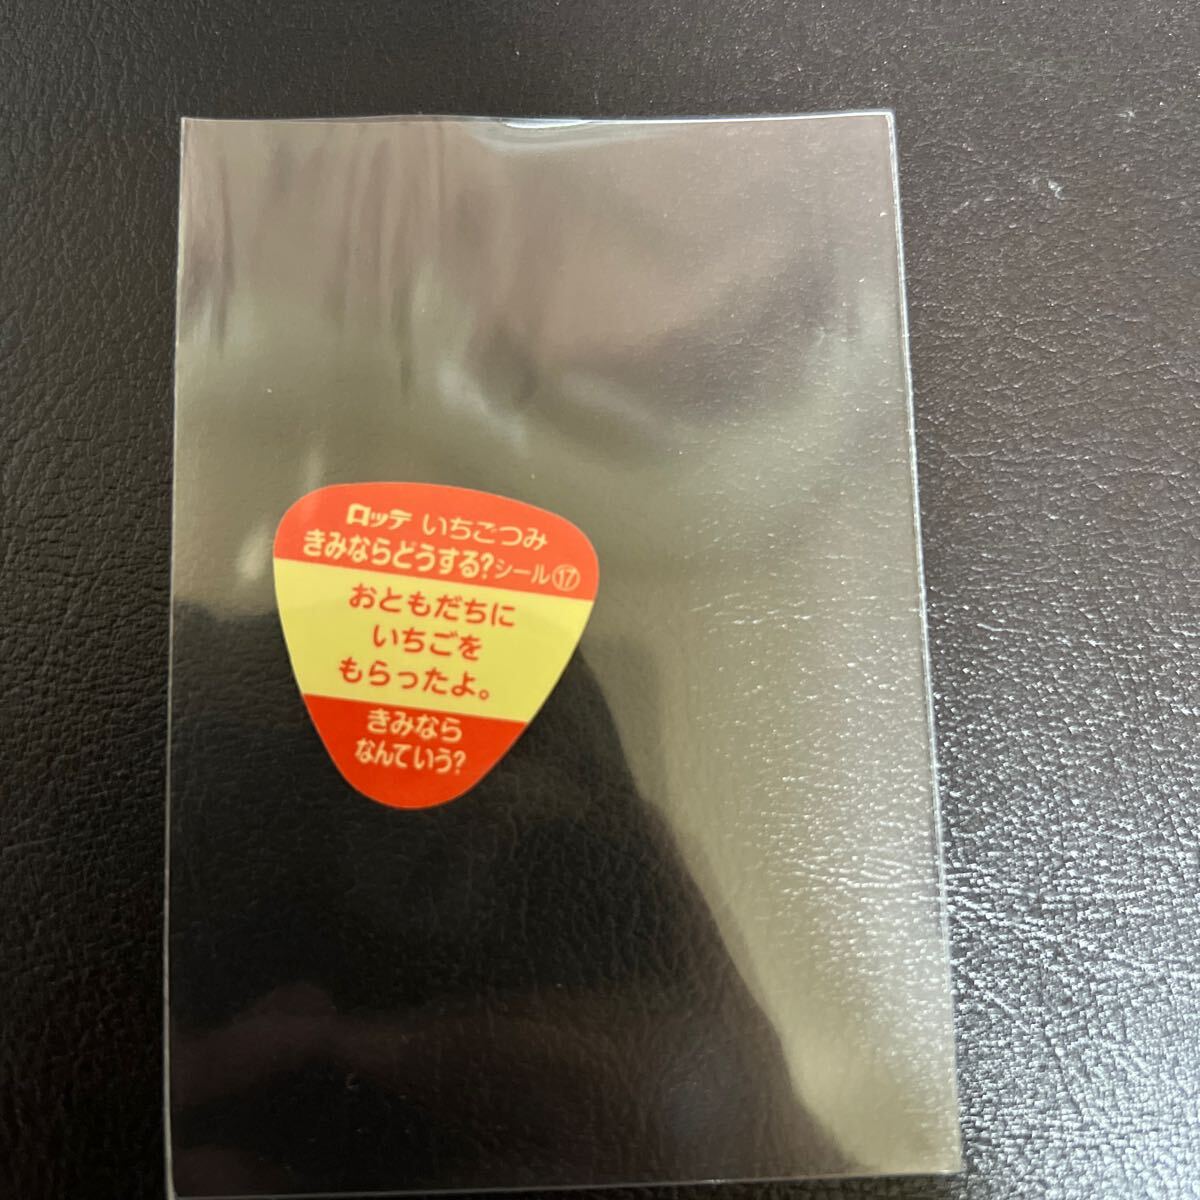 ロッテ いちごつみ
きみならどうする?シール⑰
おともだちに
いちごを
もらったよ。
きみなら
なんていう?